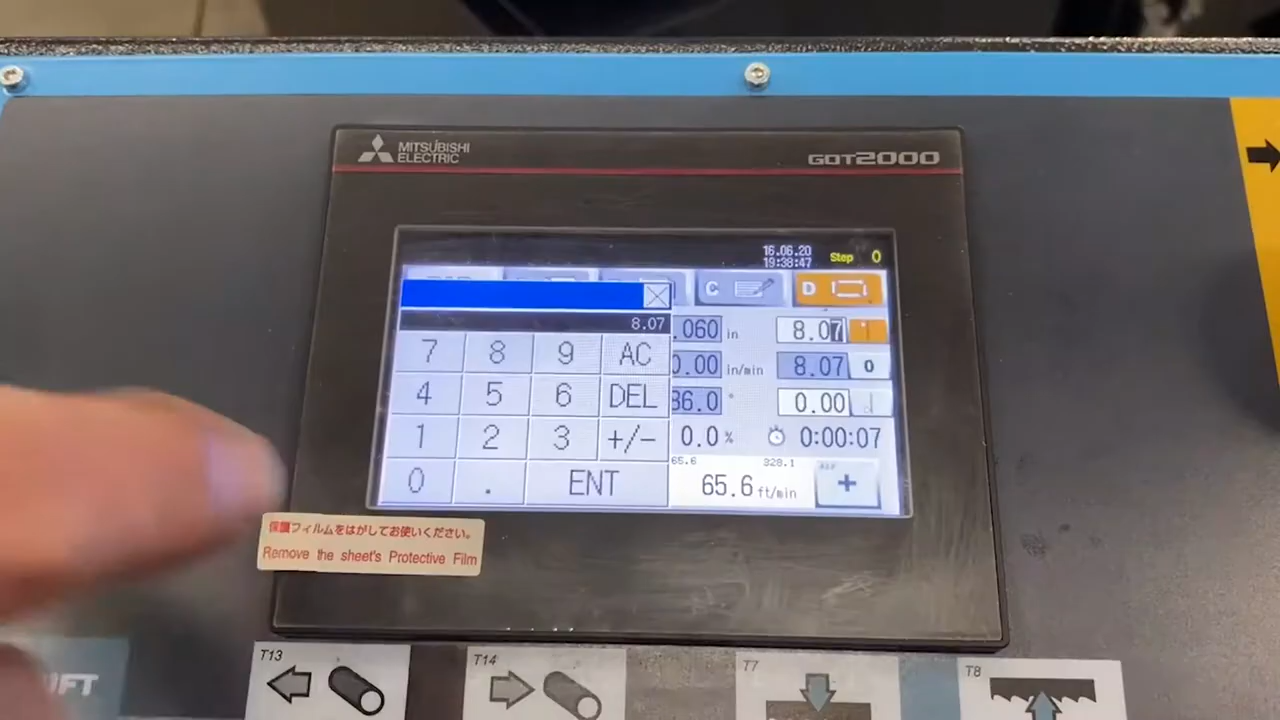 MITSUBISHI
ELECTRIC
GOT2000
16.06.20
19:38:47
Step 0
C
D
8.07
.060 in
8.07
7 8 9 AC
0.00 in/min
8.07
0
4 5 6 DEL
36.0 °
0.00
1 2 3 +/-
0.0 %
0:00:07
0 . ENT
65.6
328.1
65.6 ft/min
+
保護フィルムをはがしてお使いください。
Remove the sheet's Protective Film
T13
T14
T7
T8